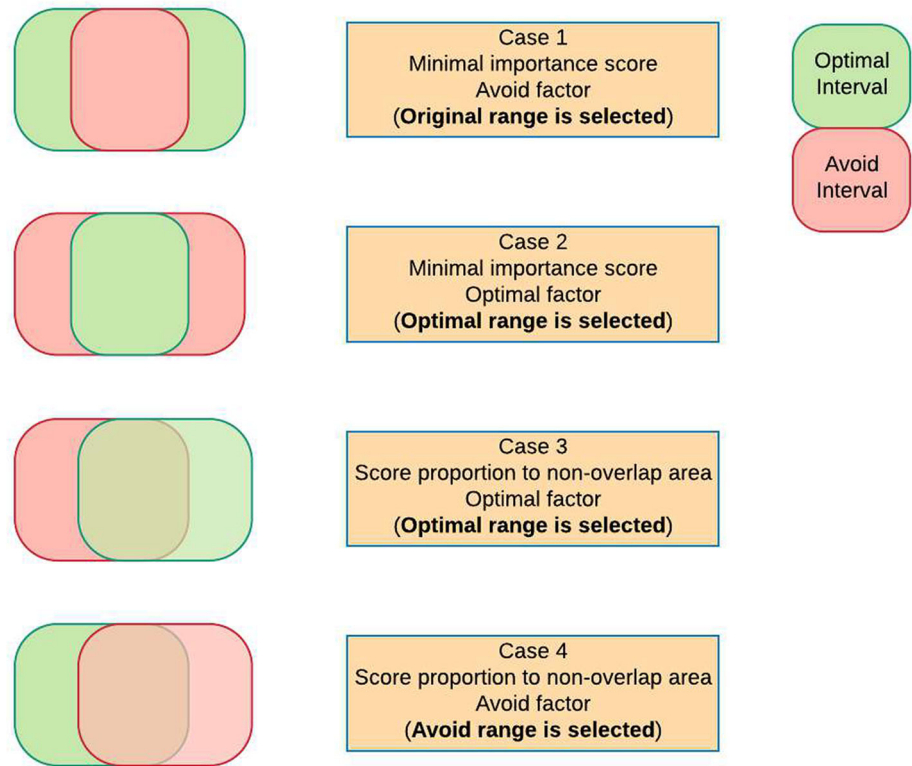 Case 1
Minimal importance score
Avoid factor
(Original range is selected)
Optimal
Interval
Avoid
Interval
Case 2
Minimal importance score
Optimal factor
(Optimal range is selected)
Case 3
Score proportion to non-overlap area
Optimal factor
(Optimal range is selected)
Case 4
Score proportion to non-overlap area
Avoid factor
(Avoid range is selected)